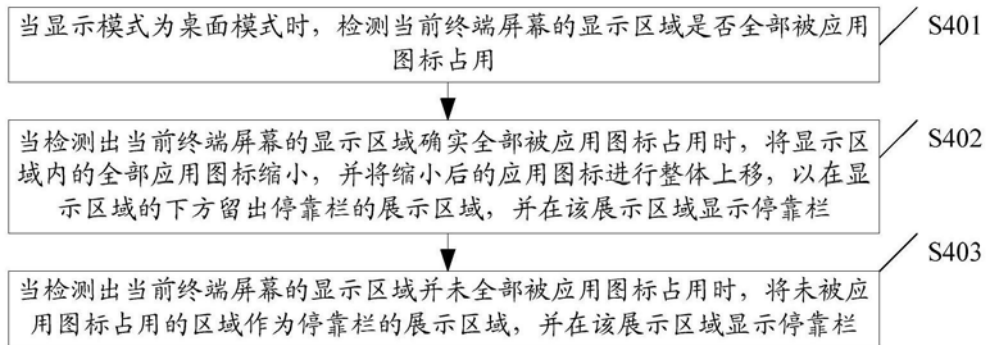 当显示模式为桌面模式时，检测当前终端屏幕的显示区域是否全部被应用
图标占用
S401
当检测出当前终端屏幕的显示区域确实全部被应用图标占用时，将显示区
域内的全部应用图标缩小，并将缩小后的应用图标进行整体上移，以在显
示区域的下方留出停靠栏的展示区域，并在该展示区域显示停靠栏
S402
当检测出当前终端屏幕的显示区域并未全部被应用图标占用时，将未被应
用图标占用的区域作为停靠栏的展示区域，并在该展示区域显示停靠栏
S403